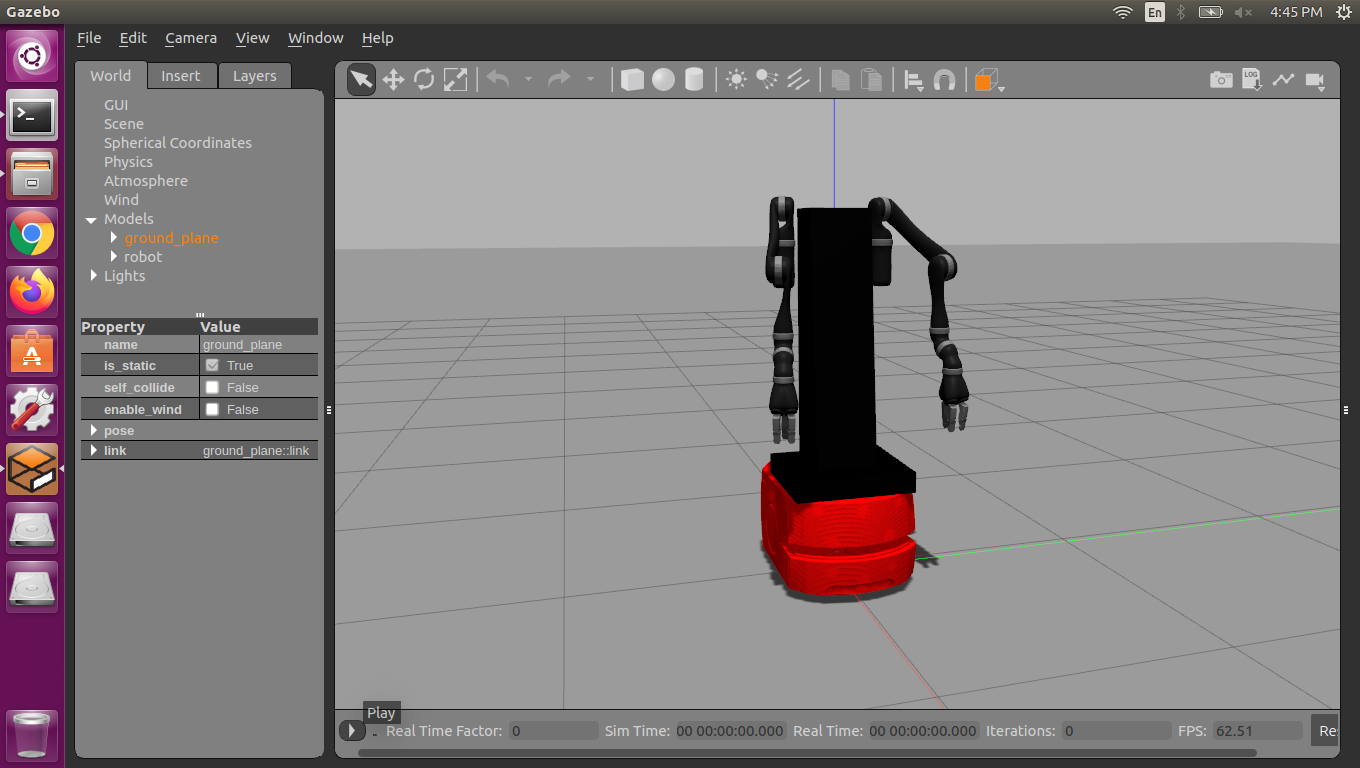 Gazebo
En
4:45 PM
File Edit Camera View Window Help
World Insert Layers
LOG
GUI
Scene
Spherical Coordinates
Physics
Atmosphere
Wind
Models
ground_plane
robot
Lights
Property Value
name ground_plane
is_static True
self_collide False
enable_wind False
pose
link ground_plane::link
Play
Real Time Factor: 0 Sim Time: 00 00:00:00.000 Real Time: 00 00:00:00.000 Iterations: 0 FPS: 62.51 Re